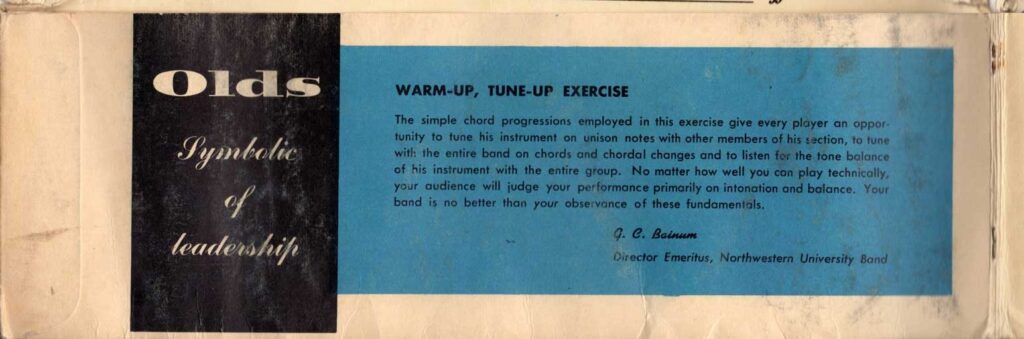 Olds
Symbolic
of
leadership
WARM-UP, TUNE-UP EXERCISE
The simple chord progressions employed in this exercise give every player an oppor-
tunity to tune his instrument on unison notes with other members of his section, to tune
with the entire band on chords and chordal changes and to listen for the tone balance
of his instrument with the entire group. No matter how well you can play technically,
your audience will judge your performance primarily on intonation and balance. Your
band is no better than your observance of these fundamentals.
G. C. Bainum
Director Emeritus, Northwestern University Band